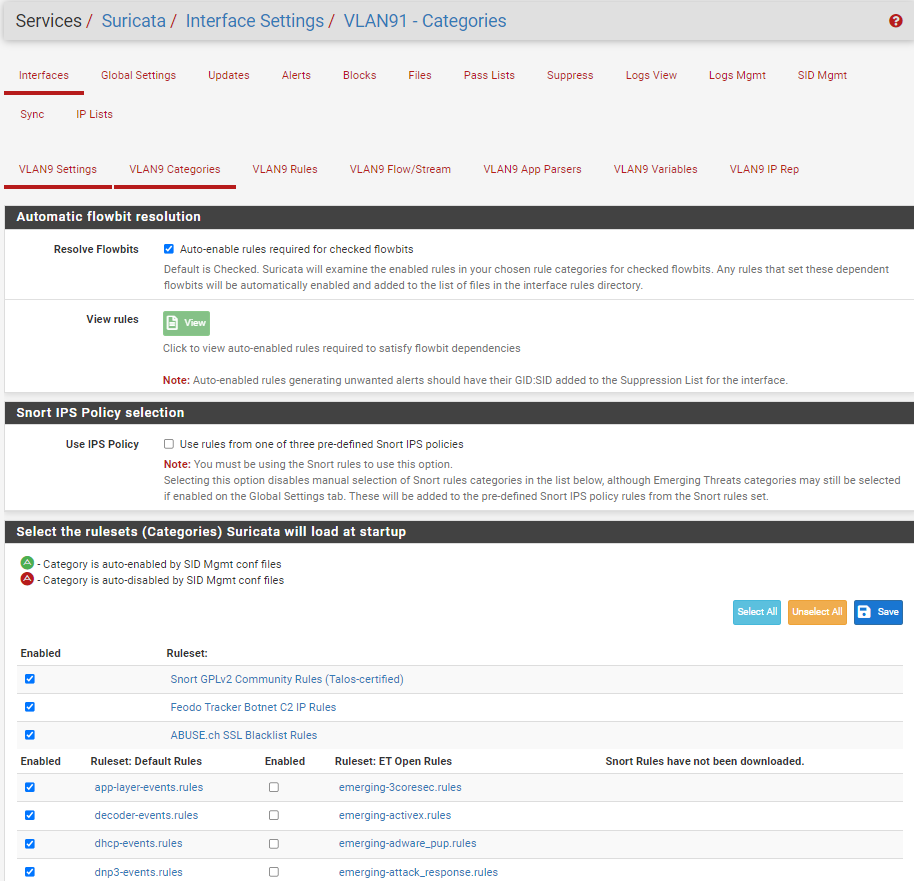 Services / Suricata / Interface Settings / VLAN91 - Categories
Interfaces Global Settings Updates Alerts Blocks Files Pass Lists Suppress Logs View Logs Mgmt SID Mgmt
Sync IP Lists
VLAN9 Settings VLAN9 Categories VLAN9 Rules VLAN9 Flow/Stream VLAN9 App Parsers VLAN9 Variables VLAN9 IP Rep
Automatic flowbit resolution
Resolve Flowbits Auto-enable rules required for checked flowbits
Default is Checked. Suricata will examine the enabled rules in your chosen rule categories for checked flowbits. Any rules that set these dependent
flowbits will be automatically enabled and added to the list of files in the interface rules directory.
View rules View
Click to view auto-enabled rules required to satisfy flowbit dependencies
Note: Auto-enabled rules generating unwanted alerts should have their GID:SID added to the Suppression List for the interface.
Snort IPS Policy selection
Use IPS Policy Use rules from one of three pre-defined Snort IPS policies
Note: You must be using the Snort rules to use this option.
Selecting this option disables manual selection of Snort rules categories in the list below, although Emerging Threats categories may still be selected
if enabled on the Global Settings tab. These will be added to the pre-defined Snort IPS policy rules from the Snort rules set.
Select the rulesets (Categories) Suricata will load at startup
- Category is auto-enabled by SID Mgmt conf files
- Category is auto-disabled by SID Mgmt conf files
Select All Unselect All Save
Enabled Ruleset:
Snort GPLv2 Community Rules (Talos-certified)
Feodo Tracker Botnet C2 IP Rules
ABUSE.ch SSL Blacklist Rules
Enabled Ruleset: Default Rules Enabled Ruleset: ET Open Rules Snort Rules have not been downloaded.
app-layer-events.rules emerging-3coresec.rules
decoder-events.rules emerging-activex.rules
dhcp-events.rules emerging-adware_pup.rules
dnp3-events.rules emerging-attack_response.rules